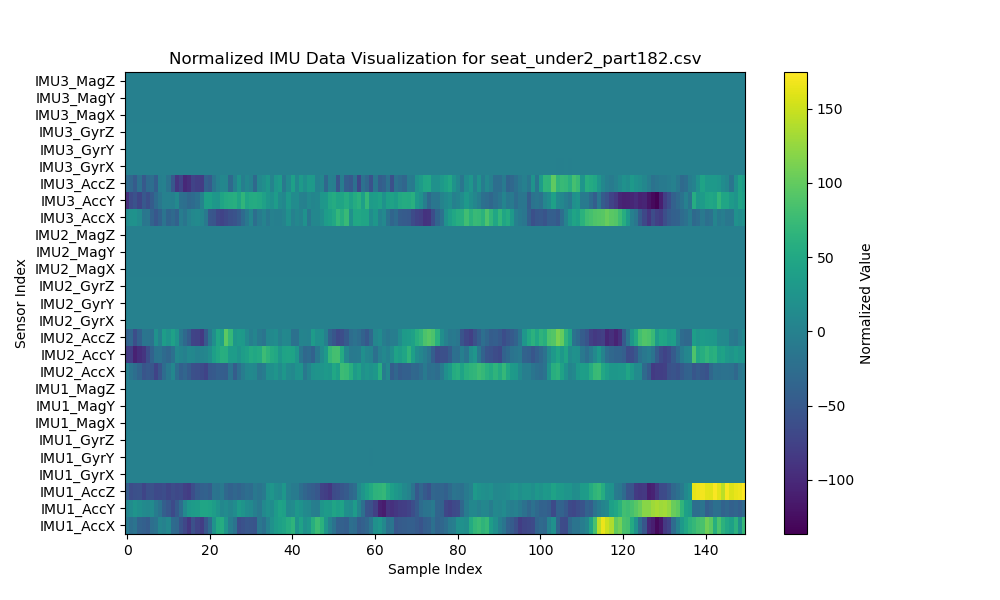 Normalized IMU Data Visualization for seat_under2_part182.csv
IMU3_MagZ
IMU3_MagY
IMU3_MagX
IMU3_GyrZ
IMU3_GyrY
IMU3_GyrX
IMU3_AccZ
IMU3_AccY
IMU3_AccX
IMU2_MagZ
IMU2_MagY
IMU2_MagX
IMU2_GyrZ
IMU2_GyrY
IMU2_GyrX
IMU2_AccZ
IMU2_AccY
IMU2_AccX
IMU1_MagZ
IMU1_MagY
IMU1_MagX
IMU1_GyrZ
IMU1_GyrY
IMU1_GyrX
IMU1_AccZ
IMU1_AccY
IMU1_AccX
Sensor Index
0 20 40 60 80 100 120 140
Sample Index
150
100
50
0
−50
−100
Normalized Value